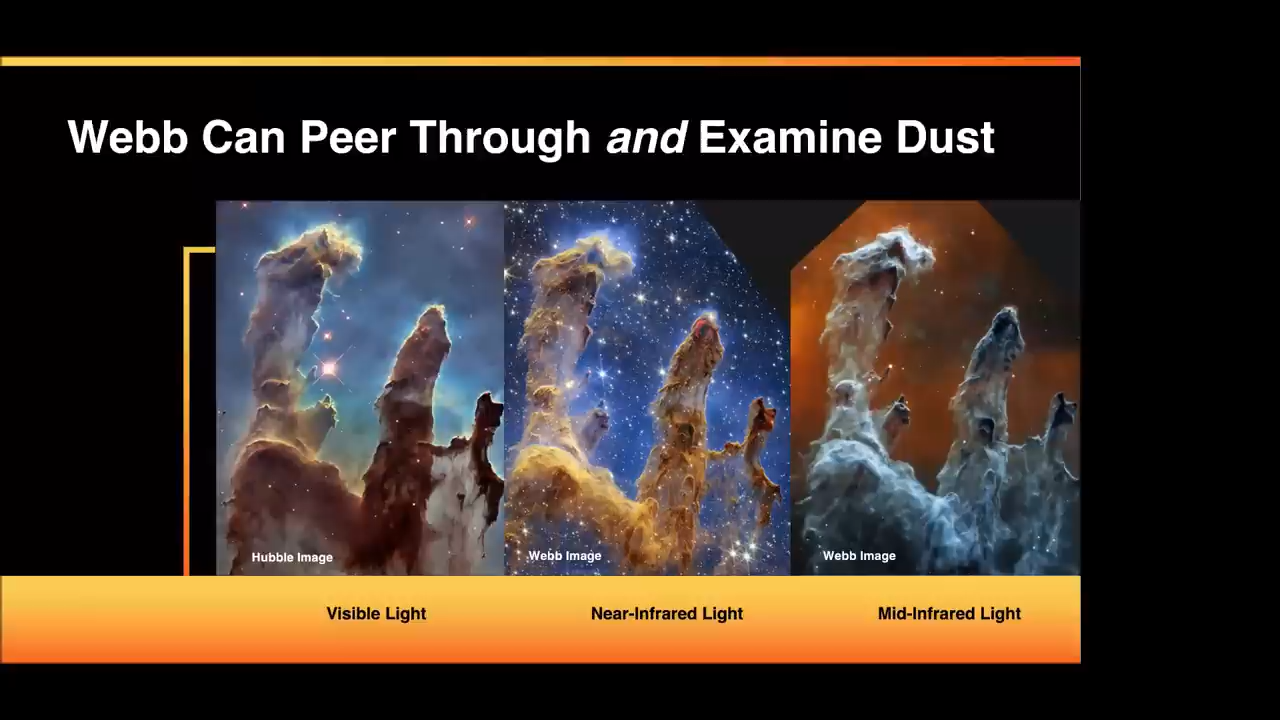 Webb Can Peer Through and Examine Dust
Hubble Image
Webb Image
Webb Image
Visible Light
Near-Infrared Light
Mid-Infrared Light